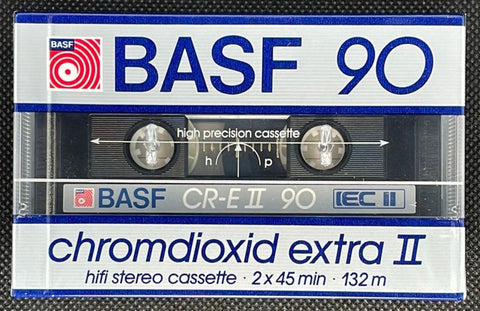 BASF
BASF 90
high precision cassette
h p
BASF CR-E II 90 IEC II
chromdioxid extra II
hifi stereo cassette · 2 x 45 min · 132 m